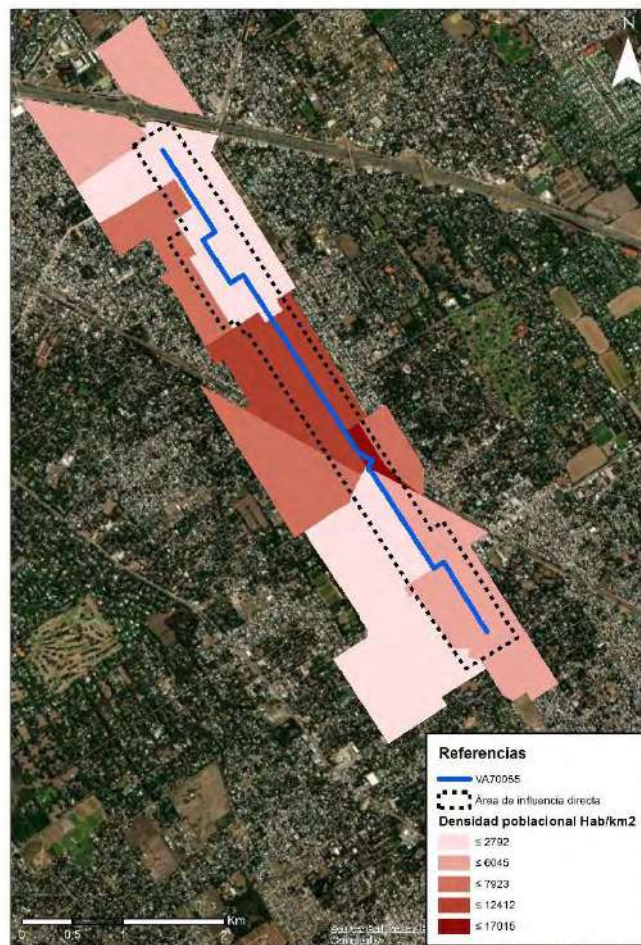 N
Referencias
VA70065
Área de influencia directa
Densidad poblacional Hab/km2
≤ 2792
≤ 6045
≤ 7923
≤ 12412
≤ 17015
0 0,5 1 2
Km